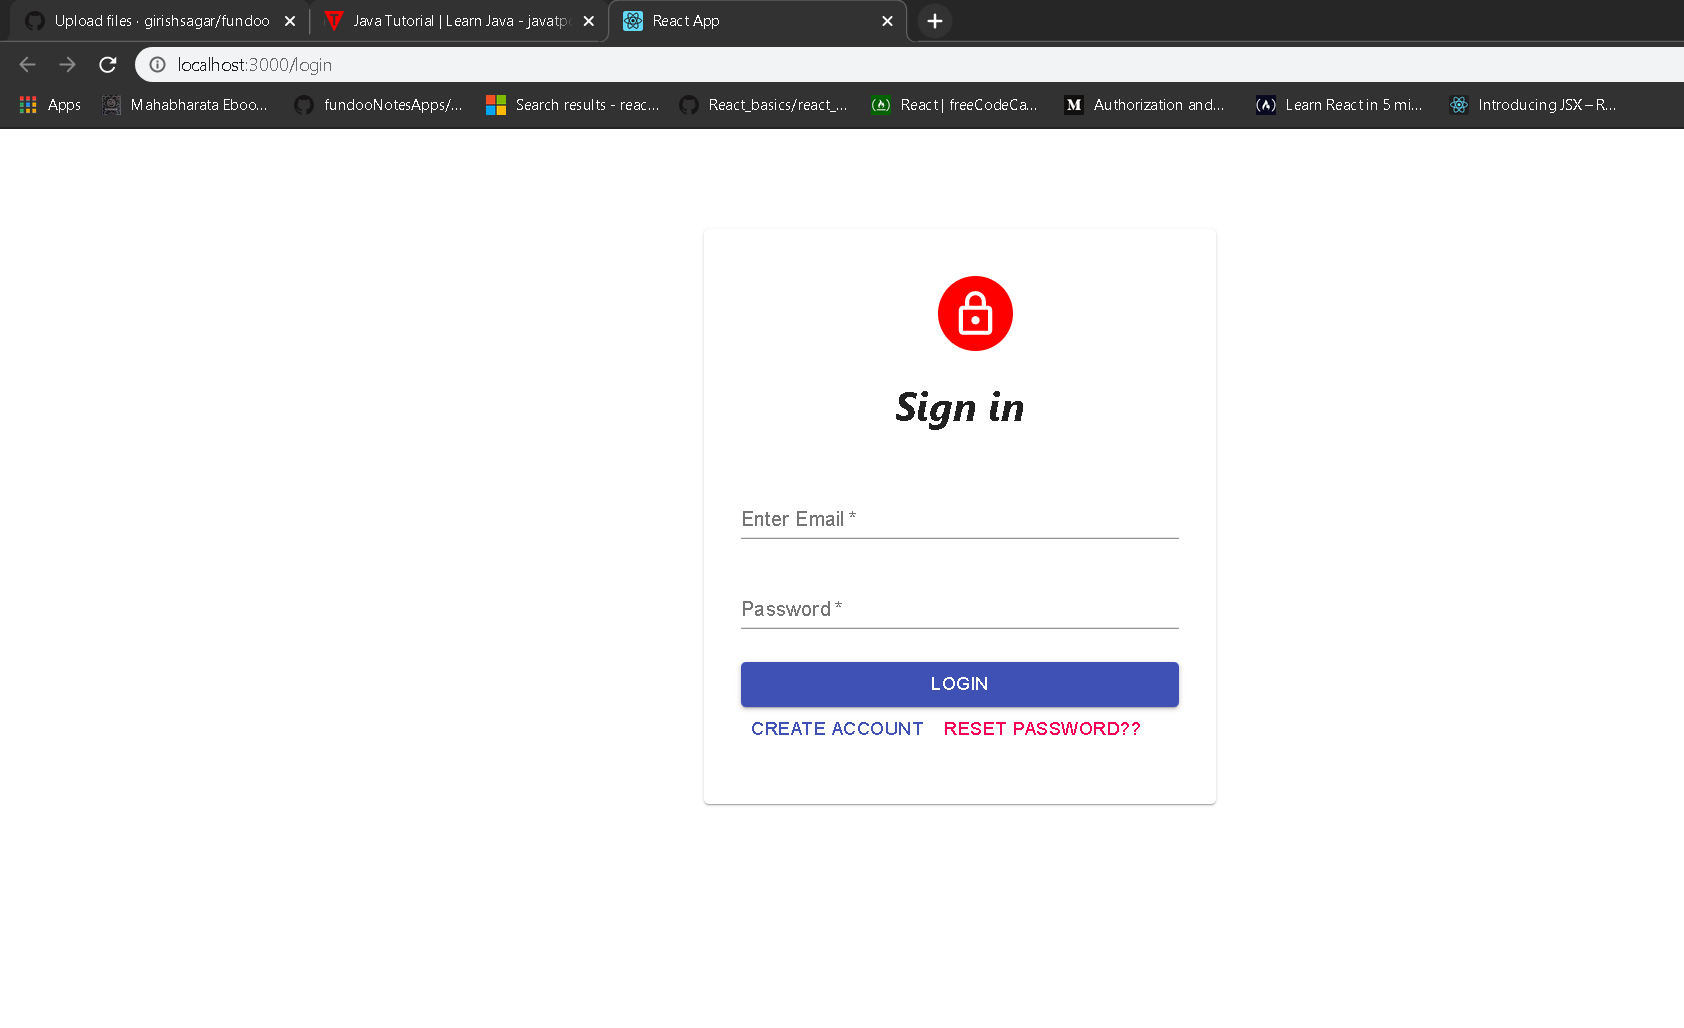 Upload files · girishsagar/fundoo
Java Tutorial | Learn Java - javatpo
React App
localhost:3000/login
Apps
Mahabharata Eboo...
fundooNotesApps/...
Search results - reac...
React_basics/react_...
React | freeCodeCa...
M
Authorization and...
Learn React in 5 mi...
Introducing JSX – R...
Sign in
Enter Email *
Password *
LOGIN
CREATE ACCOUNT RESET PASSWORD??